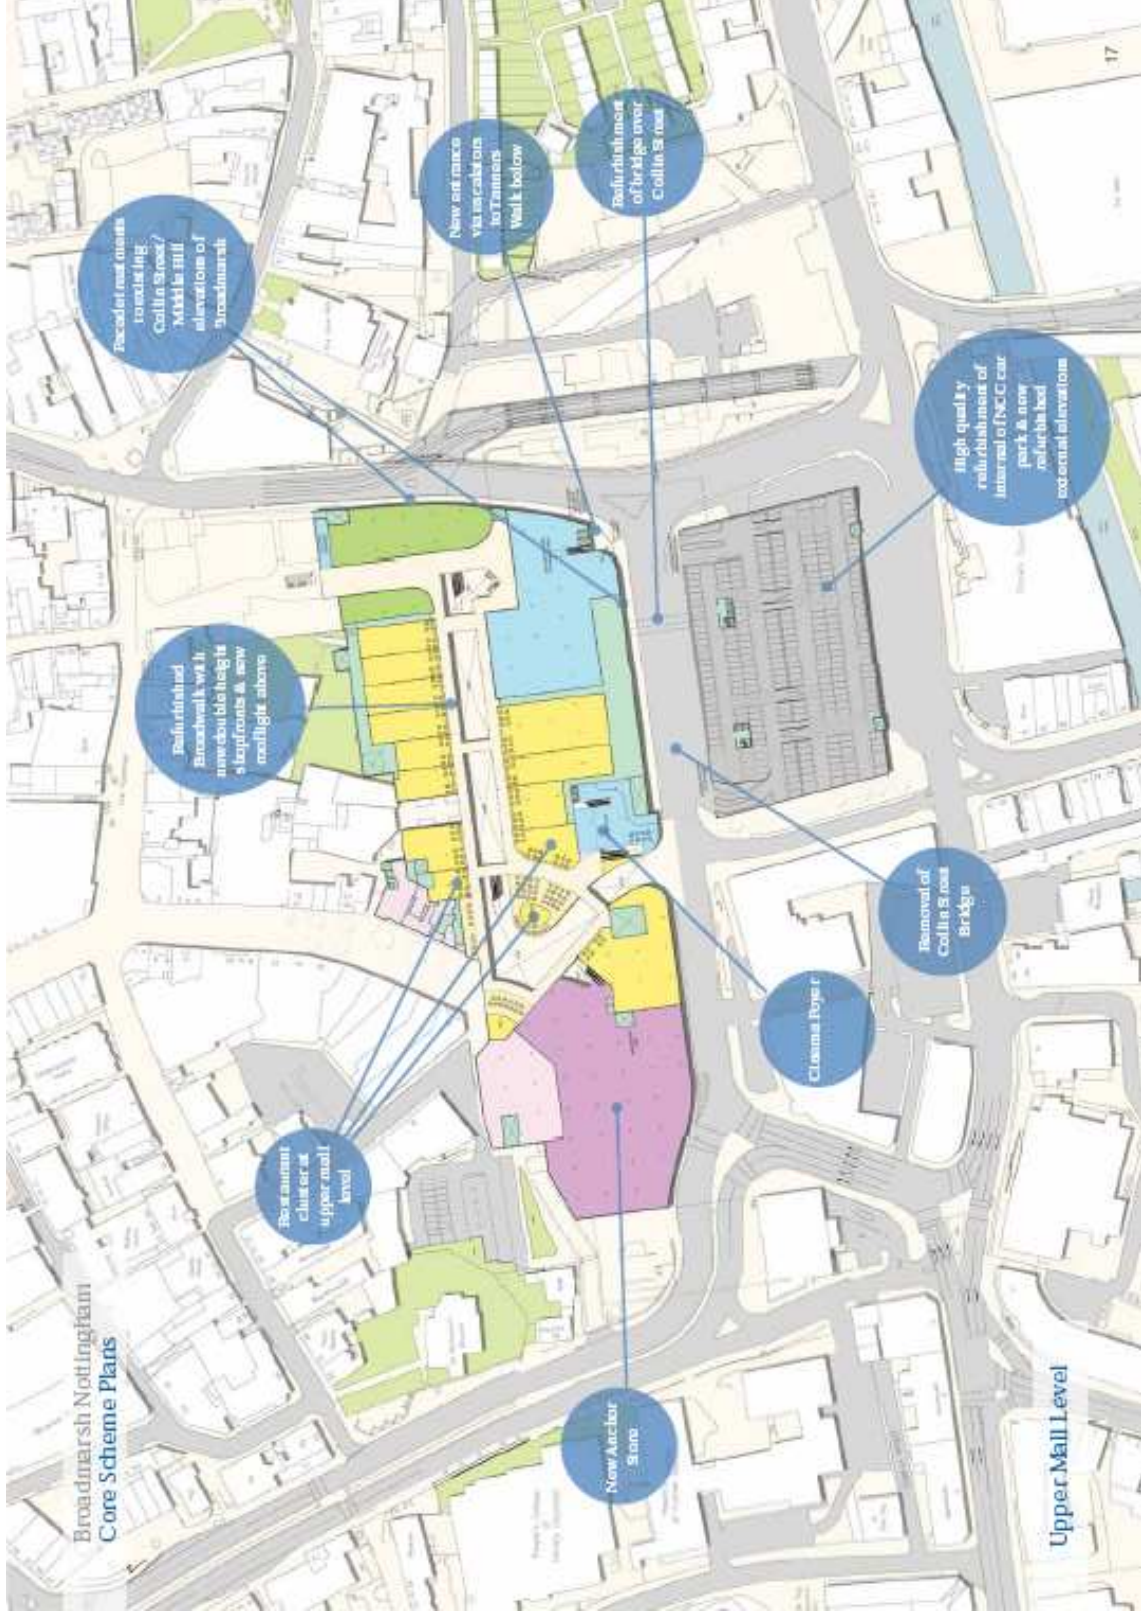 Broadmarsh Nottingham
Core Scheme Plans
New Anchor
Store
Restaurant
cluster at
upper mall
level
Cinema Foyer
Removal of
Collin Street
Bridge
Refurbished
Broadwalk with
new double height
shopfronts & new
rooflight above
High quality
refurbishment of
internal of NCC car
park & new
refurbished
external elevations
Facade treatments
to existing
Collin Street/
Middle Hill
elevations of
Broadmarsh
New entrance
via escalators
to Tanners
Walk below
Refurbishment
of bridge over
Collin Street
Upper Mall Level
17